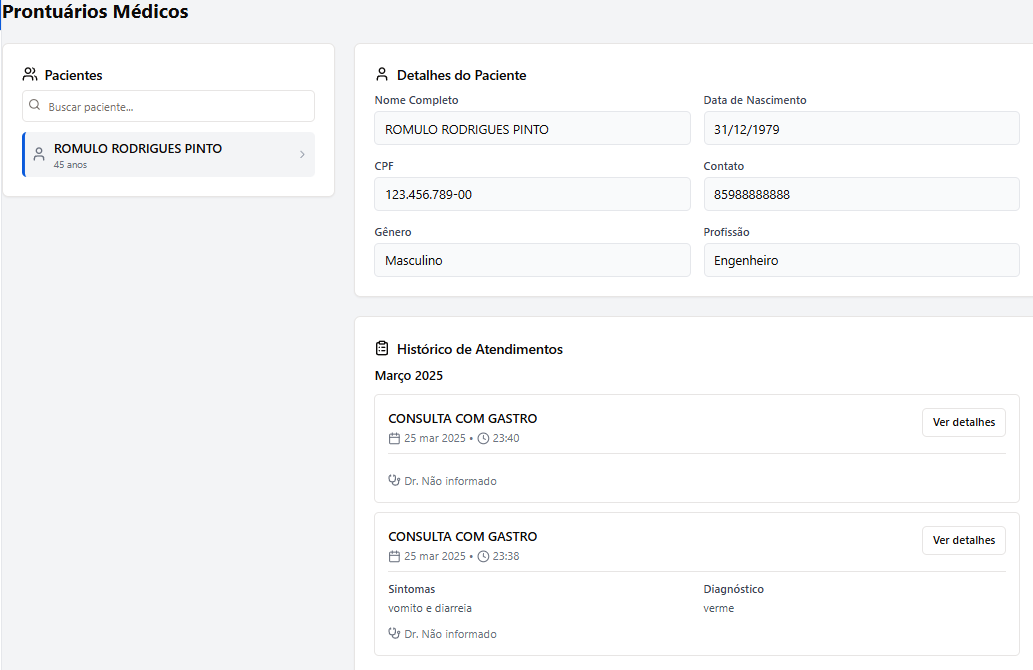 Prontuários Médicos
Pacientes
Buscar paciente...
ROMULO RODRIGUES PINTO
45 anos
Detalhes do Paciente
Nome Completo
Data de Nascimento
ROMULO RODRIGUES PINTO
31/12/1979
CPF
Contato
123.456.789-00
85988888888
Gênero
Profissão
Masculino
Engenheiro
Histórico de Atendimentos
Março 2025
CONSULTA COM GASTRO
Ver detalhes
25 mar 2025 • 23:40
Dr. Não informado
CONSULTA COM GASTRO
Ver detalhes
25 mar 2025 • 23:38
Sintomas
Diagnóstico
vomito e diarreia
verme
Dr. Não informado